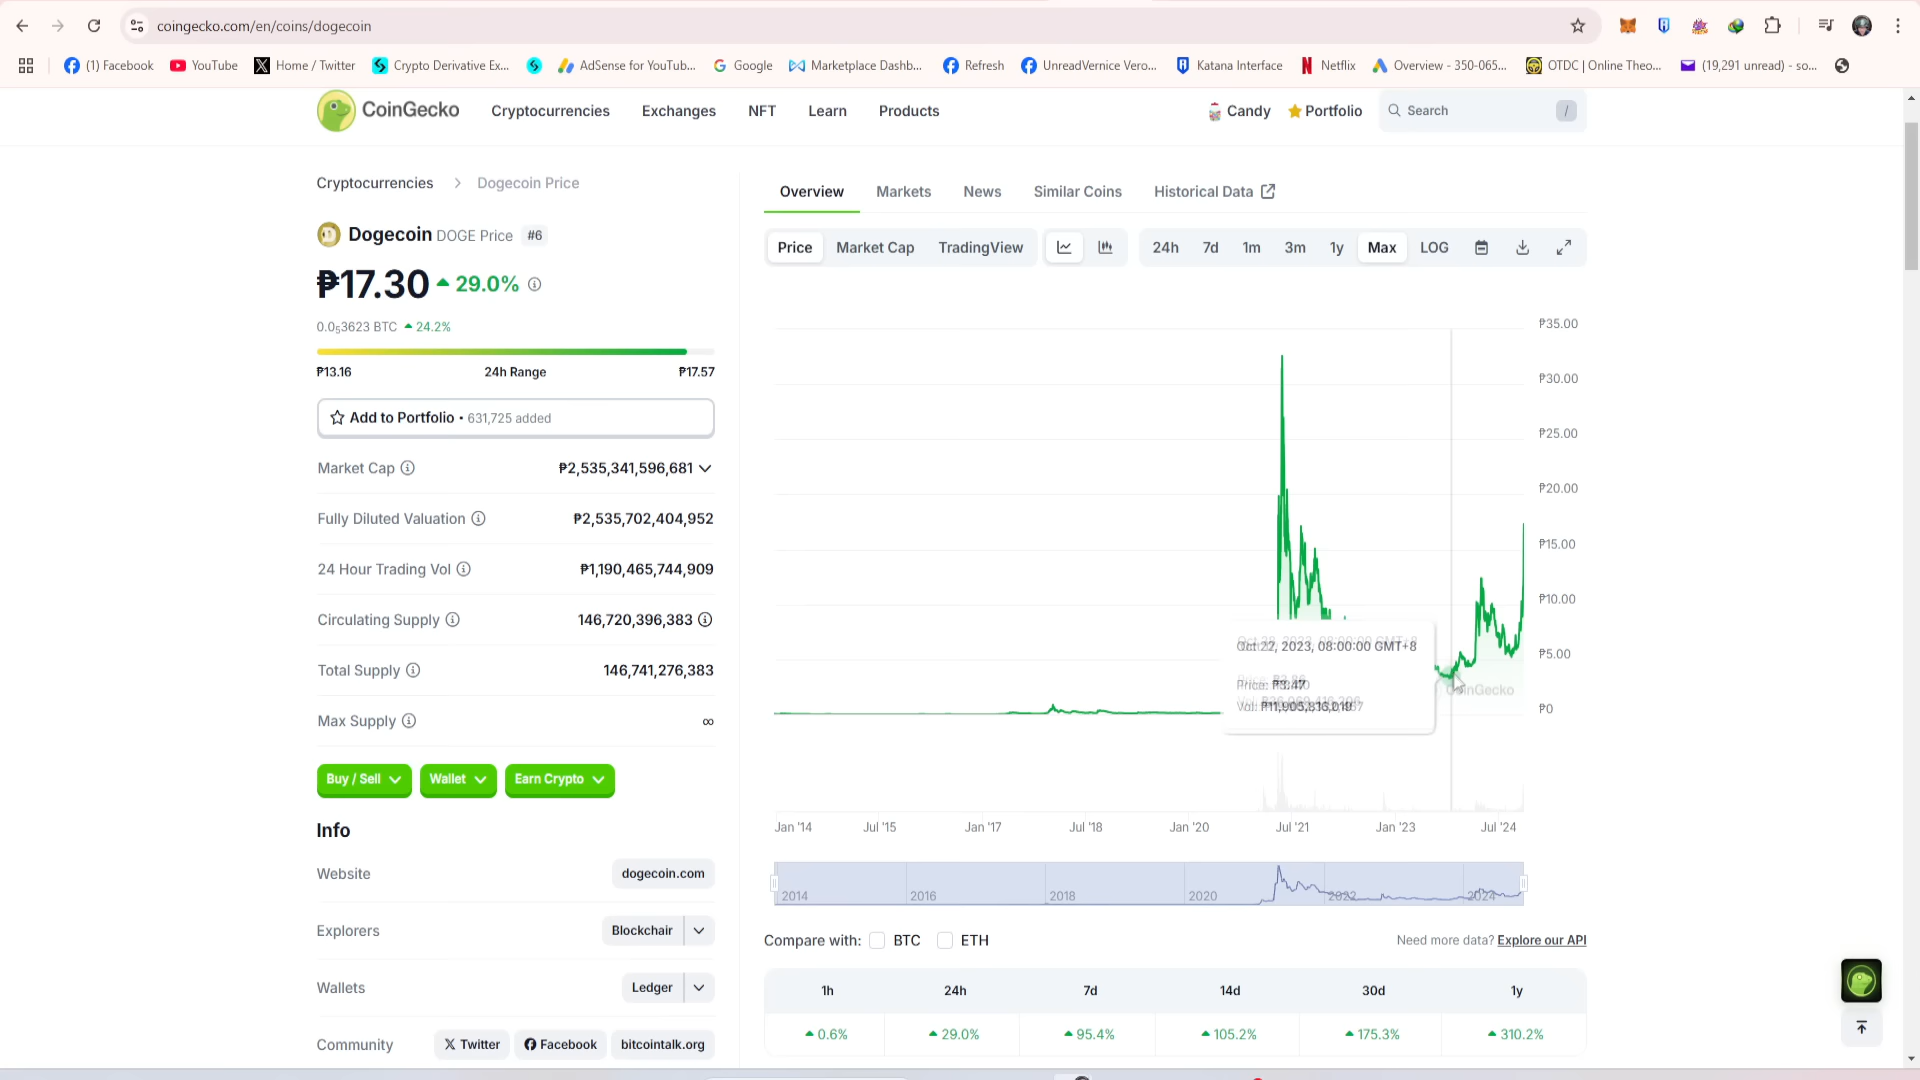 coingecko.com/en/coins/dogecoin
(1) Facebook
YouTube
Home / Twitter
Crypto Derivative Ex...
AdSense for YouTub...
Google
Marketplace Dashb...
Refresh
UnreadVernice Vero...
Katana Interface
Netflix
Overview - 350-065...
OTDC | Online Theo...
(19,291 unread) - so...
CoinGecko
Cryptocurrencies
Exchanges
NFT
Learn
Products
Candy
Portfolio
Search
/
Cryptocurrencies
Dogecoin Price
Overview
Markets
News
Similar Coins
Historical Data
Dogecoin DOGE Price #6
₱17.30 29.0%
0.0₅3623 BTC 24.2%
₱13.16 24h Range ₱17.57
Add to Portfolio • 631,725 added
Market Cap ₱2,535,341,596,681
Fully Diluted Valuation ₱2,535,702,404,952
24 Hour Trading Vol ₱1,190,465,744,909
Circulating Supply 146,720,396,383
Total Supply 146,741,276,383
Max Supply ∞
Buy / Sell
Wallet
Earn Crypto
Info
Website dogecoin.com
Explorers Blockchair
Wallets Ledger
Community Twitter Facebook bitcointalk.org
Price
Market Cap
TradingView
24h
7d
1m
3m
1y
Max
LOG
₱35.00
₱30.00
₱25.00
₱20.00
₱15.00
₱10.00
₱5.00
₱0
2023, 08:00:00 GMT+8
Price:
Vol:
Jan '14
Jul '15
Jan '17
Jul '18
Jan '20
Jul '21
Jan '23
Jul '24
2014
2016
2018
2020
2022
2024
Compare with: BTC ETH
Need more data? Explore our API
1h 24h 7d 14d 30d 1y
0.6% 29.0% 95.4% 105.2% 175.3% 310.2%